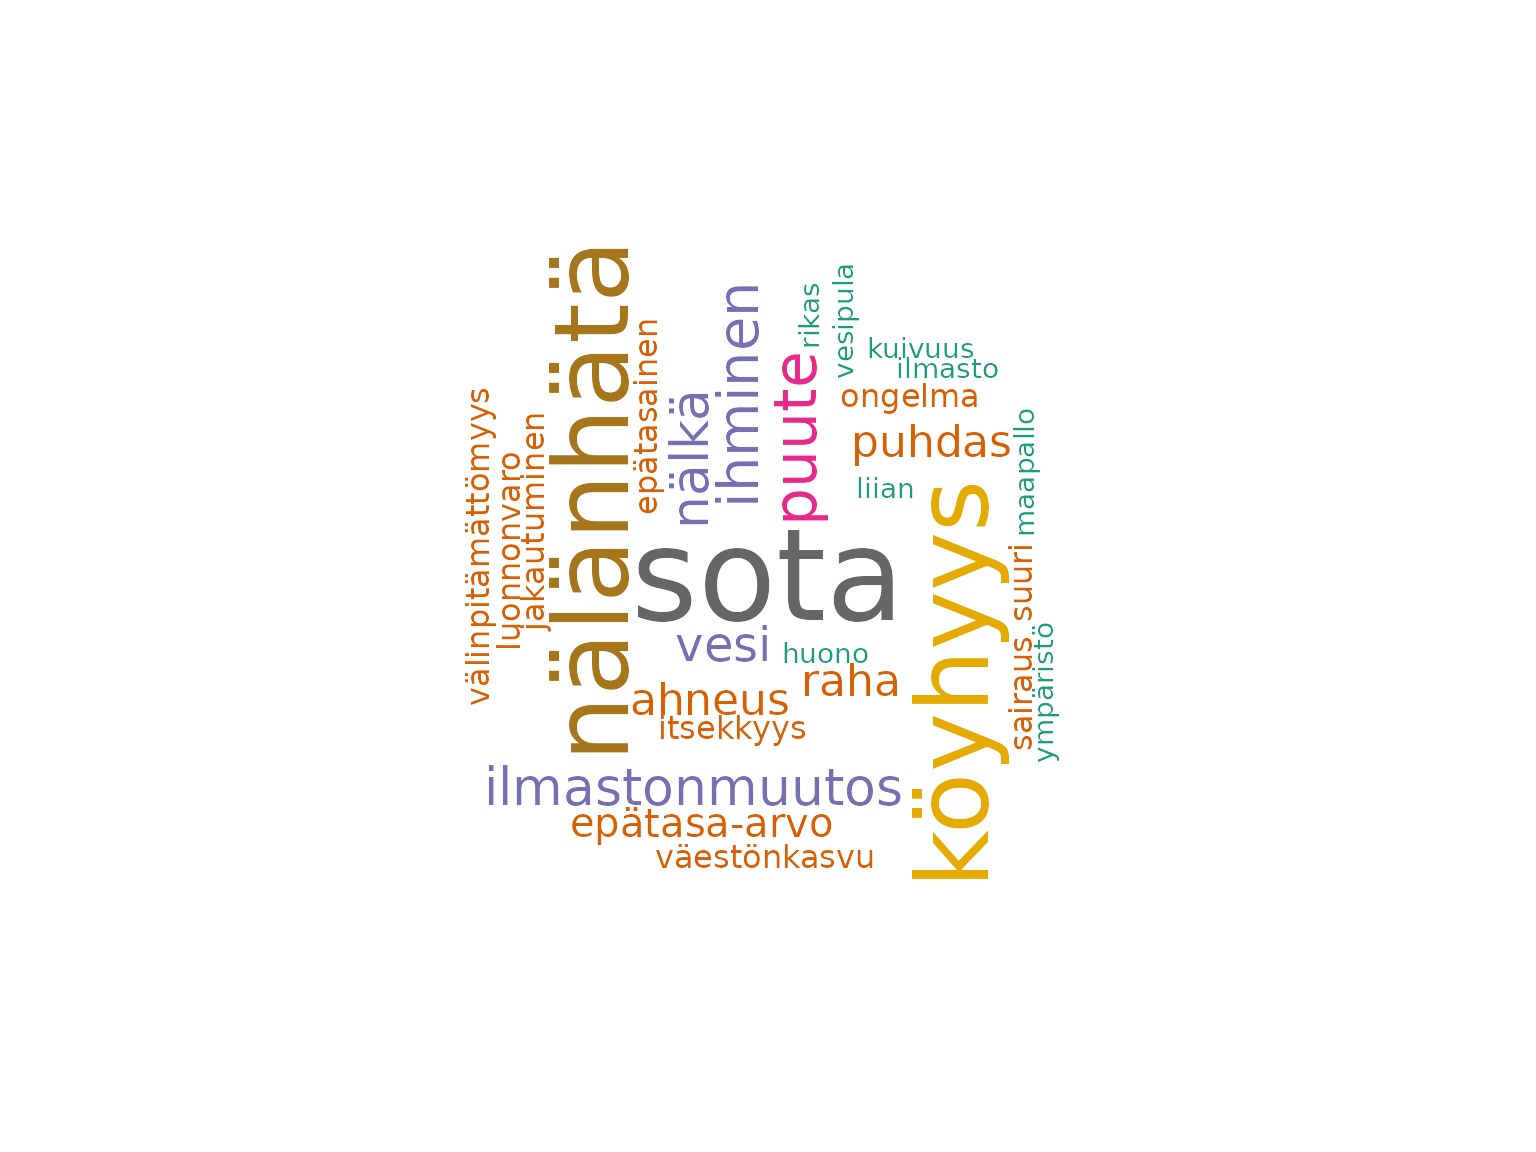 nälänhätä
rikas
vesipula
ihminen
epätasainen
kuivuus
ilmasto
puute
ongelma
välinpitämättömyys
nälkä
jakautuminen
maapallo
puhdas
luonnonvaro
liian
köyhyys
sota
suuri
vesi
huono
ympäristö
sairaus
raha
ahneus
itsekkyys
ilmastonmuutos
epätasa-arvo
väestönkasvu